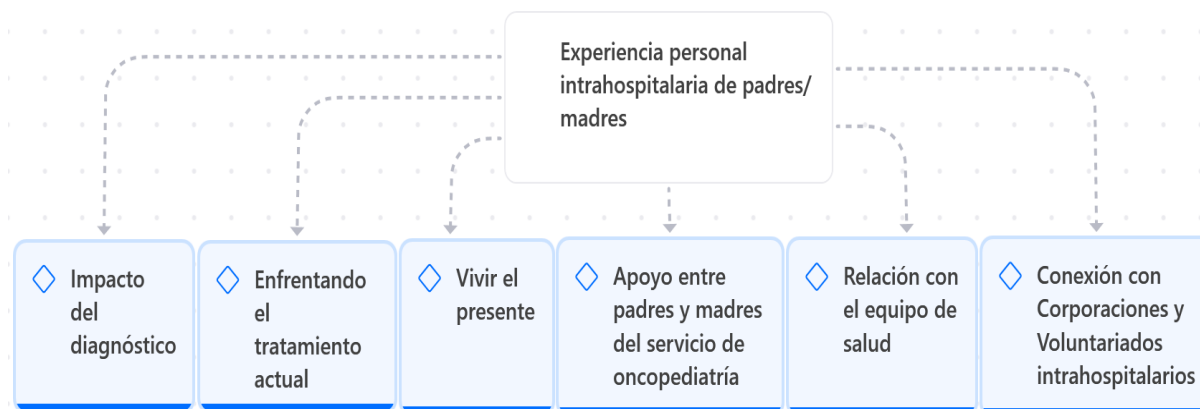 Experiencia personal
intrahospitalaria de padres/
madres
Impacto
del
diagnóstico
Enfrentando
el
tratamiento
actual
Vivir el
presente
Apoyo entre
padres y madres
del servicio de
oncopediatría
Relación con
el equipo de
salud
Conexión con
Corporaciones y
Voluntariados
intrahospitalarios